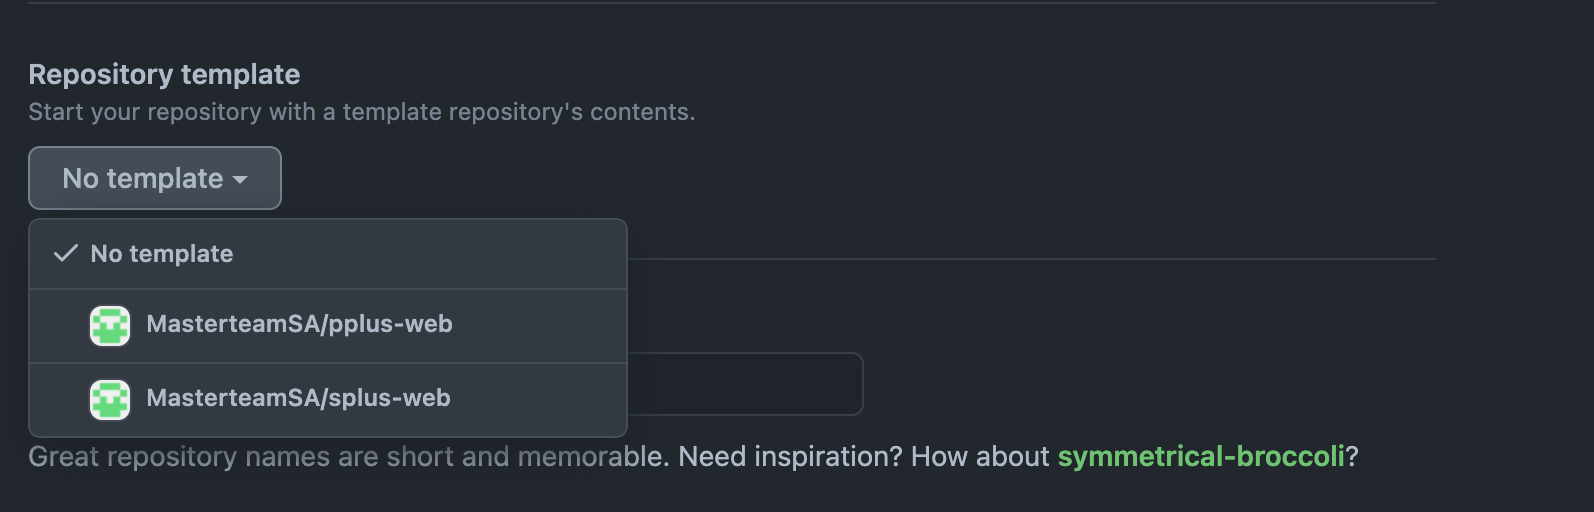 Repository template
Start your repository with a template repository's contents.
No template
No template
MasterteamSA/pplus-web
MasterteamSA/splus-web
Great repository names are short and memorable. Need inspiration? How about symmetrical-broccoli?